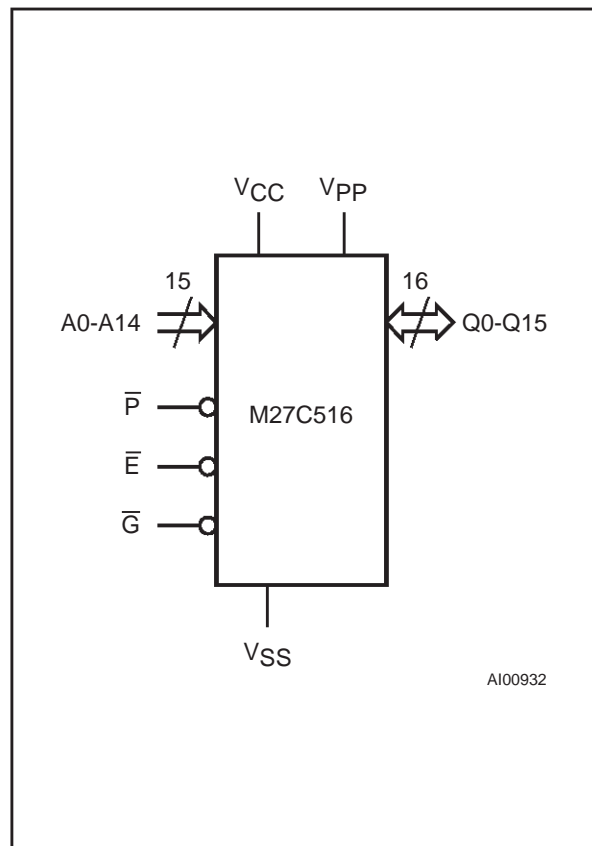 VCC VPP
15 16
A0-A14 Q0-Q15
P̅
M27C516
E̅
G̅
VSS
AI00932